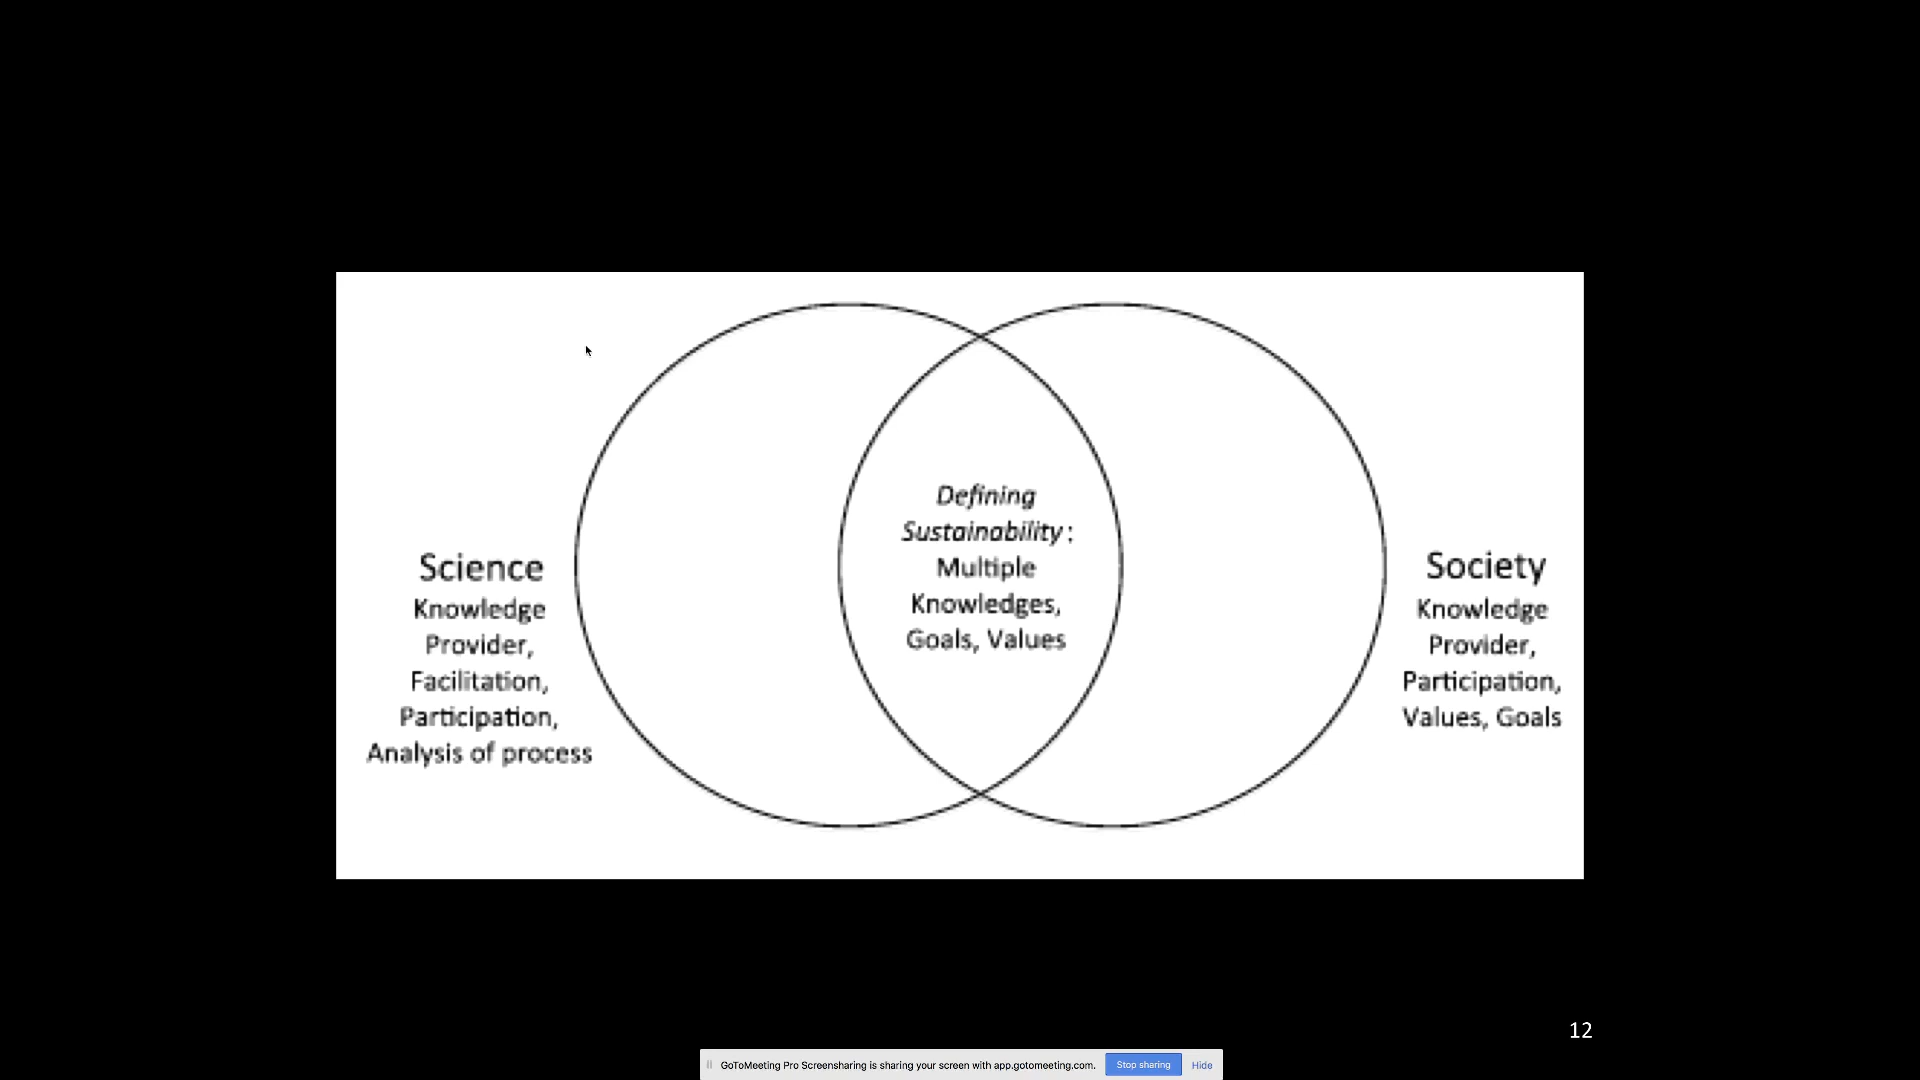 Science
Knowledge
Provider,
Facilitation,
Participation,
Analysis of process
Defining
Sustainability:
Multiple
Knowledges,
Goals, Values
Society
Knowledge
Provider,
Participation,
Values, Goals
12
GoToMeeting Pro Screensharing is sharing your screen with app.gotomeeting.com.
Stop sharing
Hide